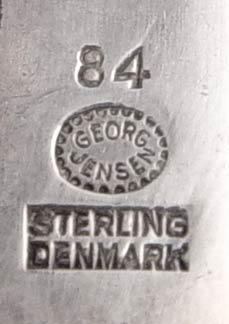 84
GEORG
JENSEN
STERLING
DENMARK